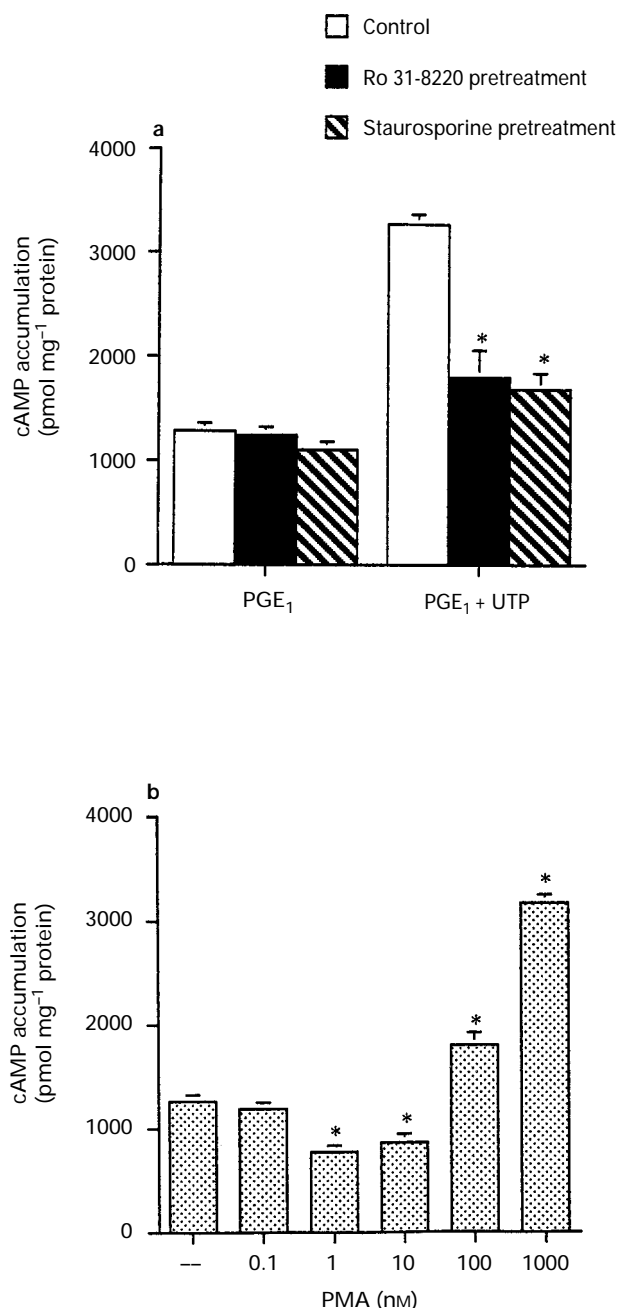 Control
Ro 31-8220 pretreatment
Staurosporine pretreatment
a
4000
3000
2000
1000
0
cAMP accumulation
(pmol mg⁻¹ protein)
*
*
PGE₁
PGE₁ + UTP
b
4000
3000
2000
1000
0
cAMP accumulation
(pmol mg⁻¹ protein)
*
*
*
*
--
0.1
1
10
100
1000
PMA (nM)